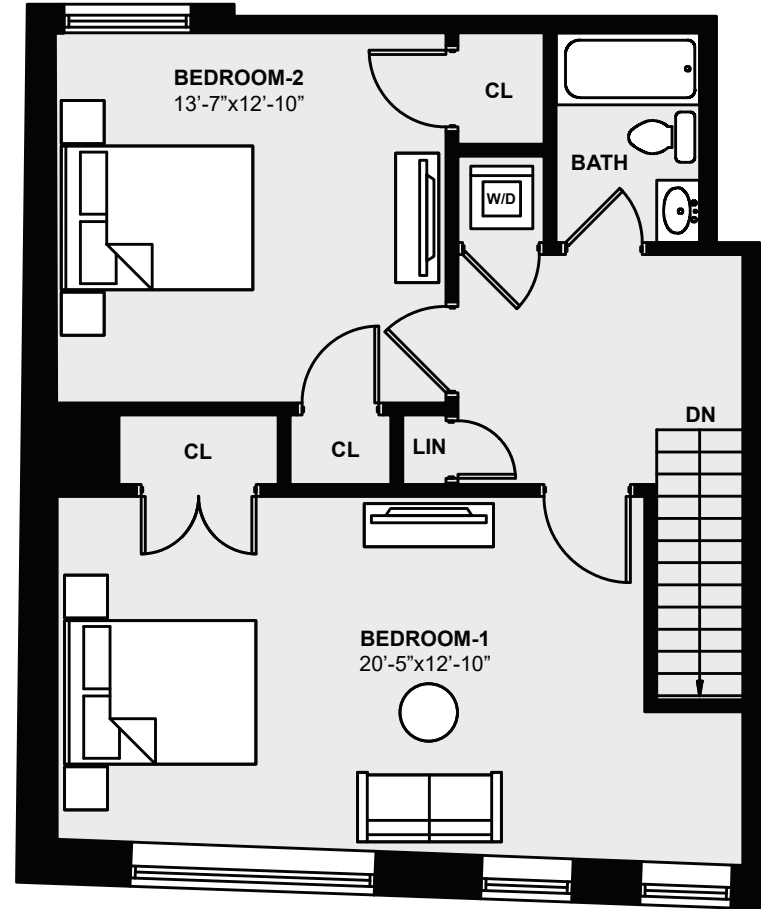 BEDROOM-2
13’-7”x12’-10”
CL
BATH
W/D
DN
CL
CL
LIN
BEDROOM-1
20’-5”x12’-10”